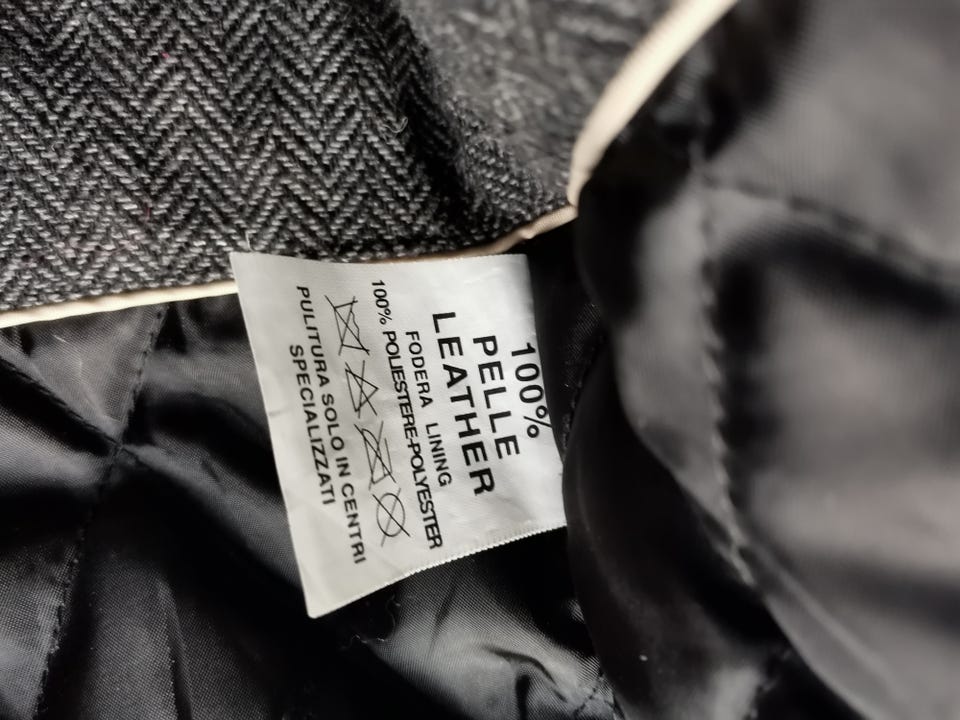 100%
PELLE
LEATHER
FODERA LINING
100% POLIESTERE-POLYESTER
PULITURA SOLO IN CENTRI
SPECIALIZZATI